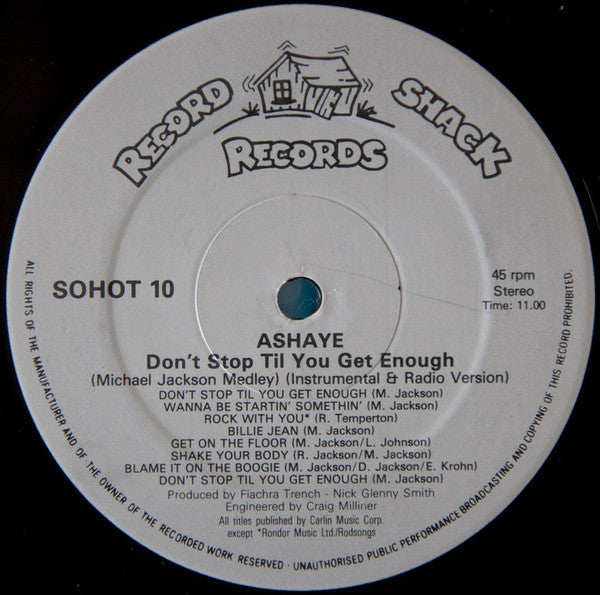 RECORD SHACK
RECORDS
SOHOT 10
45 rpm
Stereo
Time: 11.00
ASHAYE
Don't Stop Til You Get Enough
(Michael Jackson Medley) (Instrumental & Radio Version)
DON'T STOP TIL YOU GET ENOUGH (M. Jackson)
WANNA BE STARTIN' SOMETHIN' (M. Jackson)
ROCK WITH YOU* (R. Temperton)
BILLIE JEAN (M. Jackson)
GET ON THE FLOOR (M. Jackson/L. Johnson)
SHAKE YOUR BODY (R. Jackson/M. Jackson)
BLAME IT ON THE BOOGIE (M. Jackson/D. Jackson/E. Krohn)
DON'T STOP TIL YOU GET ENOUGH (M. Jackson)
Produced by Fiachra Trench - Nick Glenny Smith
Engineered by Craig Milliner
All titles published by Carlin Music Corp.
except *Rondor Music Ltd./Rodsongs
ALL RIGHTS OF THE MANUFACTURER AND OF THE OWNER OF THE RECORDED WORK RESERVED · UNAUTHORISED PUBLIC PERFORMANCE BROADCASTING AND COPYING OF THIS RECORD PROHIBITED.